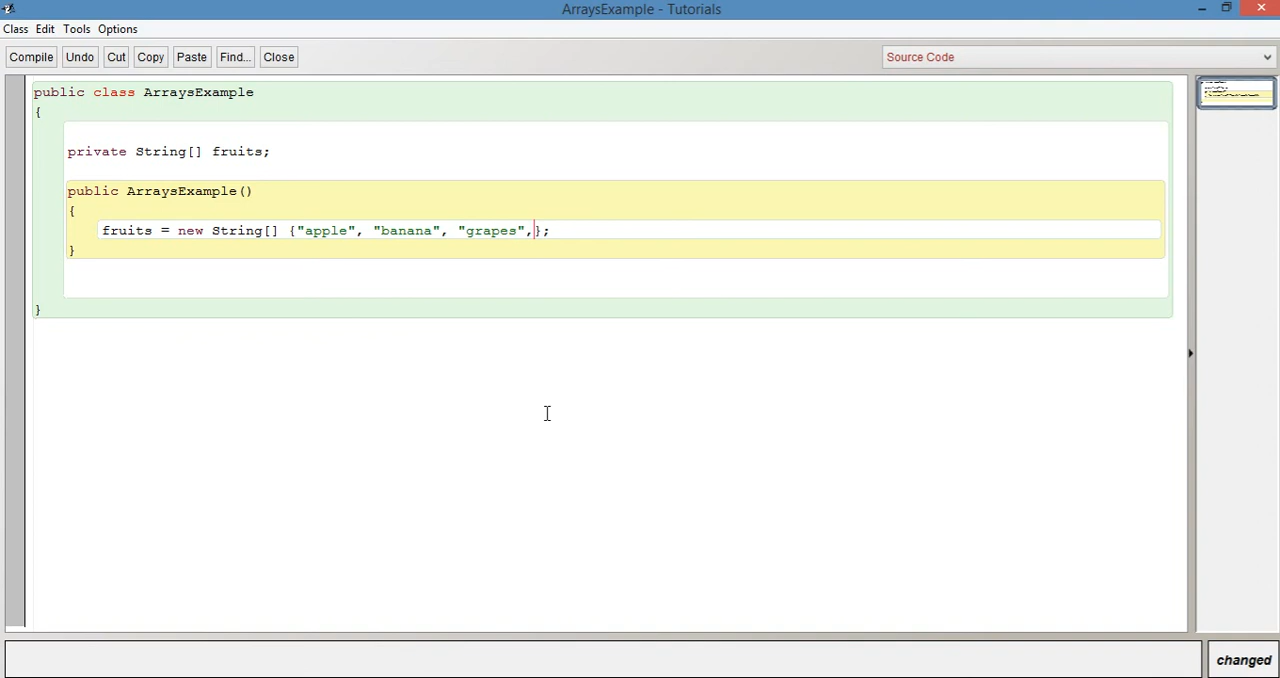 ArraysExample - Tutorials
Class Edit Tools Options
Compile Undo Cut Copy Paste Find... Close Source Code
public class ArraysExample
{
private String[] fruits;
public ArraysExample()
{
fruits = new String[] {"apple", "banana", "grapes",};
}
}
changed